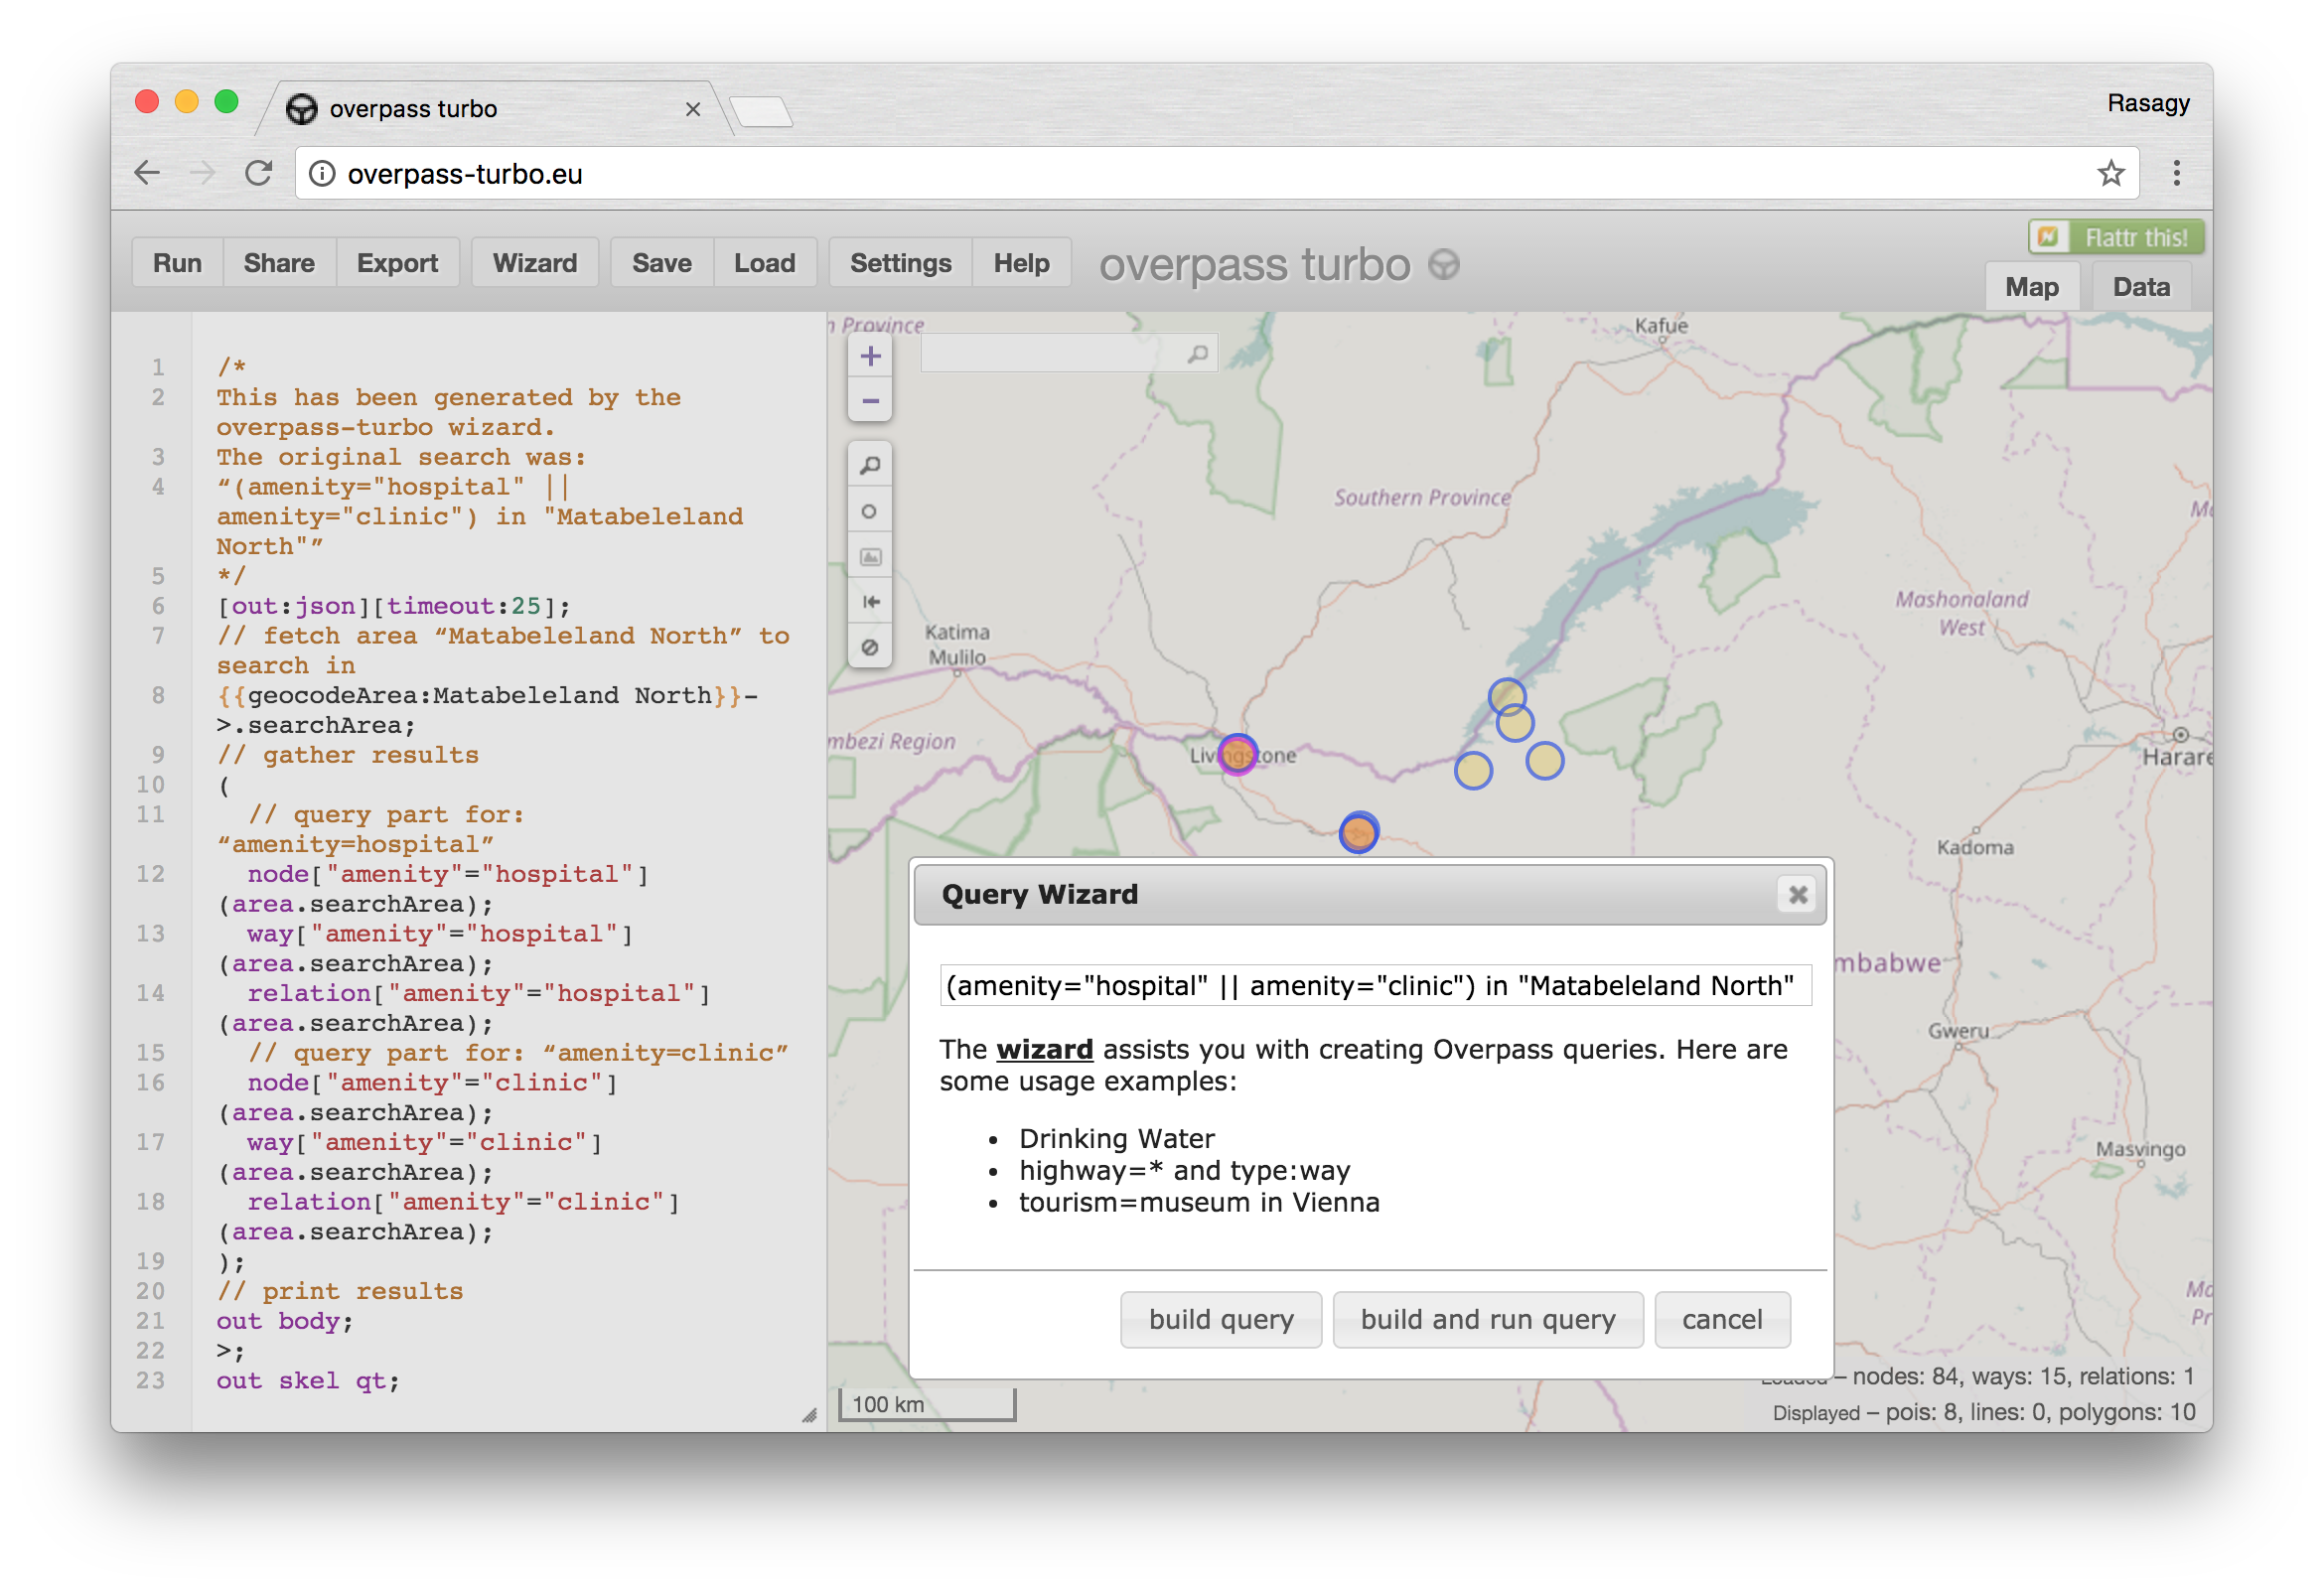 overpass turbo
Rasagy
overpass-turbo.eu
Run Share Export Wizard Save Load Settings Help overpass turbo
Flattr this!
Map Data
1 /*
2 This has been generated by the
overpass-turbo wizard.
3 The original search was:
4 “(amenity="hospital" ||
amenity="clinic") in "Matabeleland
North"”
5 */
6 [out:json][timeout:25];
7 // fetch area “Matabeleland North” to
search in
8 {{geocodeArea:Matabeleland North}}-
>.searchArea;
9 // gather results
10 (
11 // query part for:
“amenity=hospital”
12 node["amenity"="hospital"]
(area.searchArea);
13 way["amenity"="hospital"]
(area.searchArea);
14 relation["amenity"="hospital"]
(area.searchArea);
15 // query part for: “amenity=clinic”
16 node["amenity"="clinic"]
(area.searchArea);
17 way["amenity"="clinic"]
(area.searchArea);
18 relation["amenity"="clinic"]
(area.searchArea);
19 );
20 // print results
21 out body;
22 >;
23 out skel qt;
n Province
Kafue
+
−
Southern Province
Mashonaland
West
Katima
Mulilo
mbezi Region
Livingstone
Harare
Kadoma
mbabwe
Gweru
Masvingo
Query Wizard
(amenity="hospital" || amenity="clinic") in "Matabeleland North"
The wizard assists you with creating Overpass queries. Here are
some usage examples:
• Drinking Water
• highway=* and type:way
• tourism=museum in Vienna
build query build and run query cancel
100 km
Loaded – nodes: 84, ways: 15, relations: 1
Displayed – pois: 8, lines: 0, polygons: 10